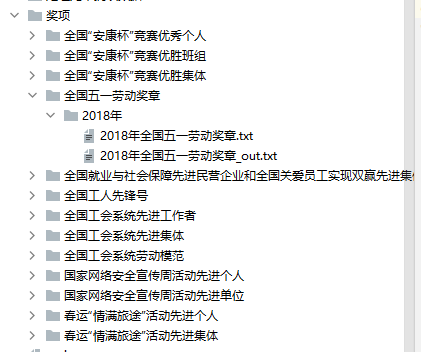 奖项
全国“安康杯”竞赛优秀个人
全国“安康杯”竞赛优胜班组
全国“安康杯”竞赛优胜集体
全国五一劳动奖章
2018年
2018年全国五一劳动奖章.txt
2018年全国五一劳动奖章_out.txt
全国就业与社会保障先进民营企业和全国关爱员工实现双赢先进集
全国工人先锋号
全国工会系统先进工作者
全国工会系统先进集体
全国工会系统劳动模范
国家网络安全宣传周活动先进个人
国家网络安全宣传周活动先进单位
春运“情满旅途”活动先进个人
春运“情满旅途”活动先进集体